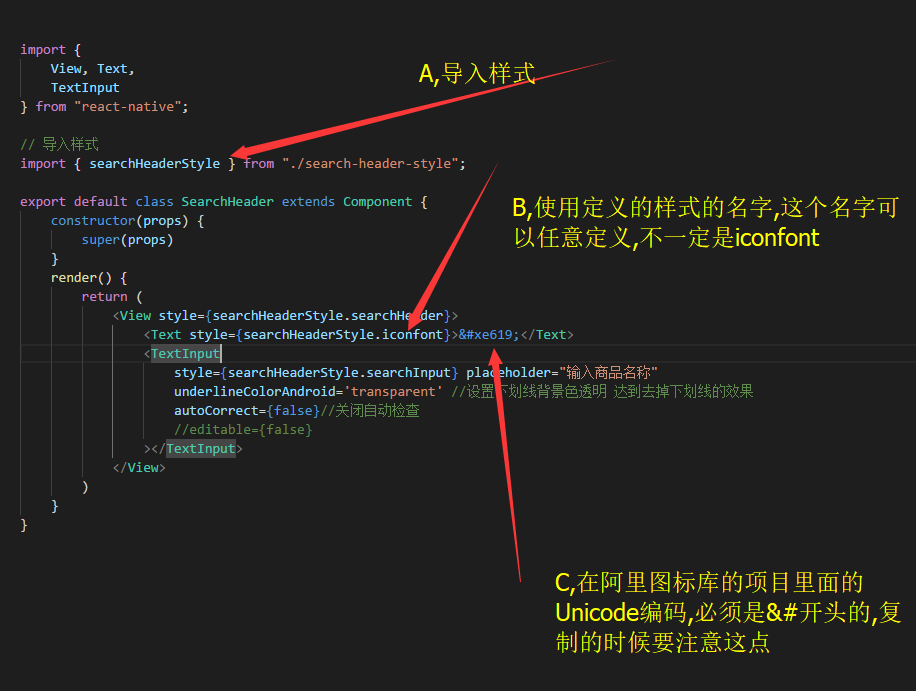 import {
View, Text,
TextInput
} from "react-native";
A,导入样式
// 导入样式
import { searchHeaderStyle } from "./search-header-style";
export default class SearchHeader extends Component {
constructor(props) {
super(props)
}
B,使用定义的样式的名字,这个名字可
以任意定义,不一定是iconfont
render() {
return (
<View style={searchHeaderStyle.searchHeader}>
<Text style={searchHeaderStyle.iconfont}>&#xe619;</Text>
<TextInput
style={searchHeaderStyle.searchInput} placeholder="输入商品名称"
underlineColorAndroid='transparent' //设置下划线背景色透明 达到去掉下划线的效果
autoCorrect={false}//关闭自动检查
//editable={false}
></TextInput>
</View>
)
}
}
C,在阿里图标库的项目里面的
Unicode编码,必须是&#开头的,复
制的时候要注意这点